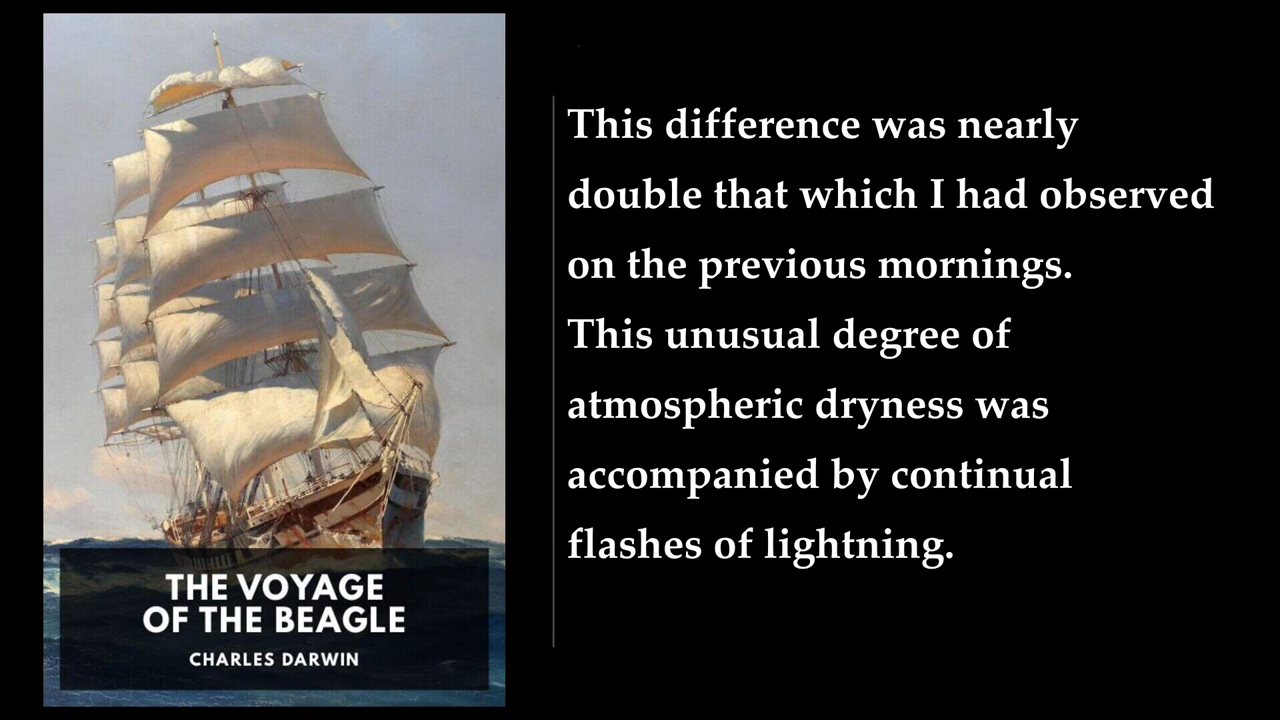 THE VOYAGE
OF THE BEAGLE
CHARLES DARWIN
This difference was nearly
double that which I had observed
on the previous mornings.
This unusual degree of
atmospheric dryness was
accompanied by continual
flashes of lightning.